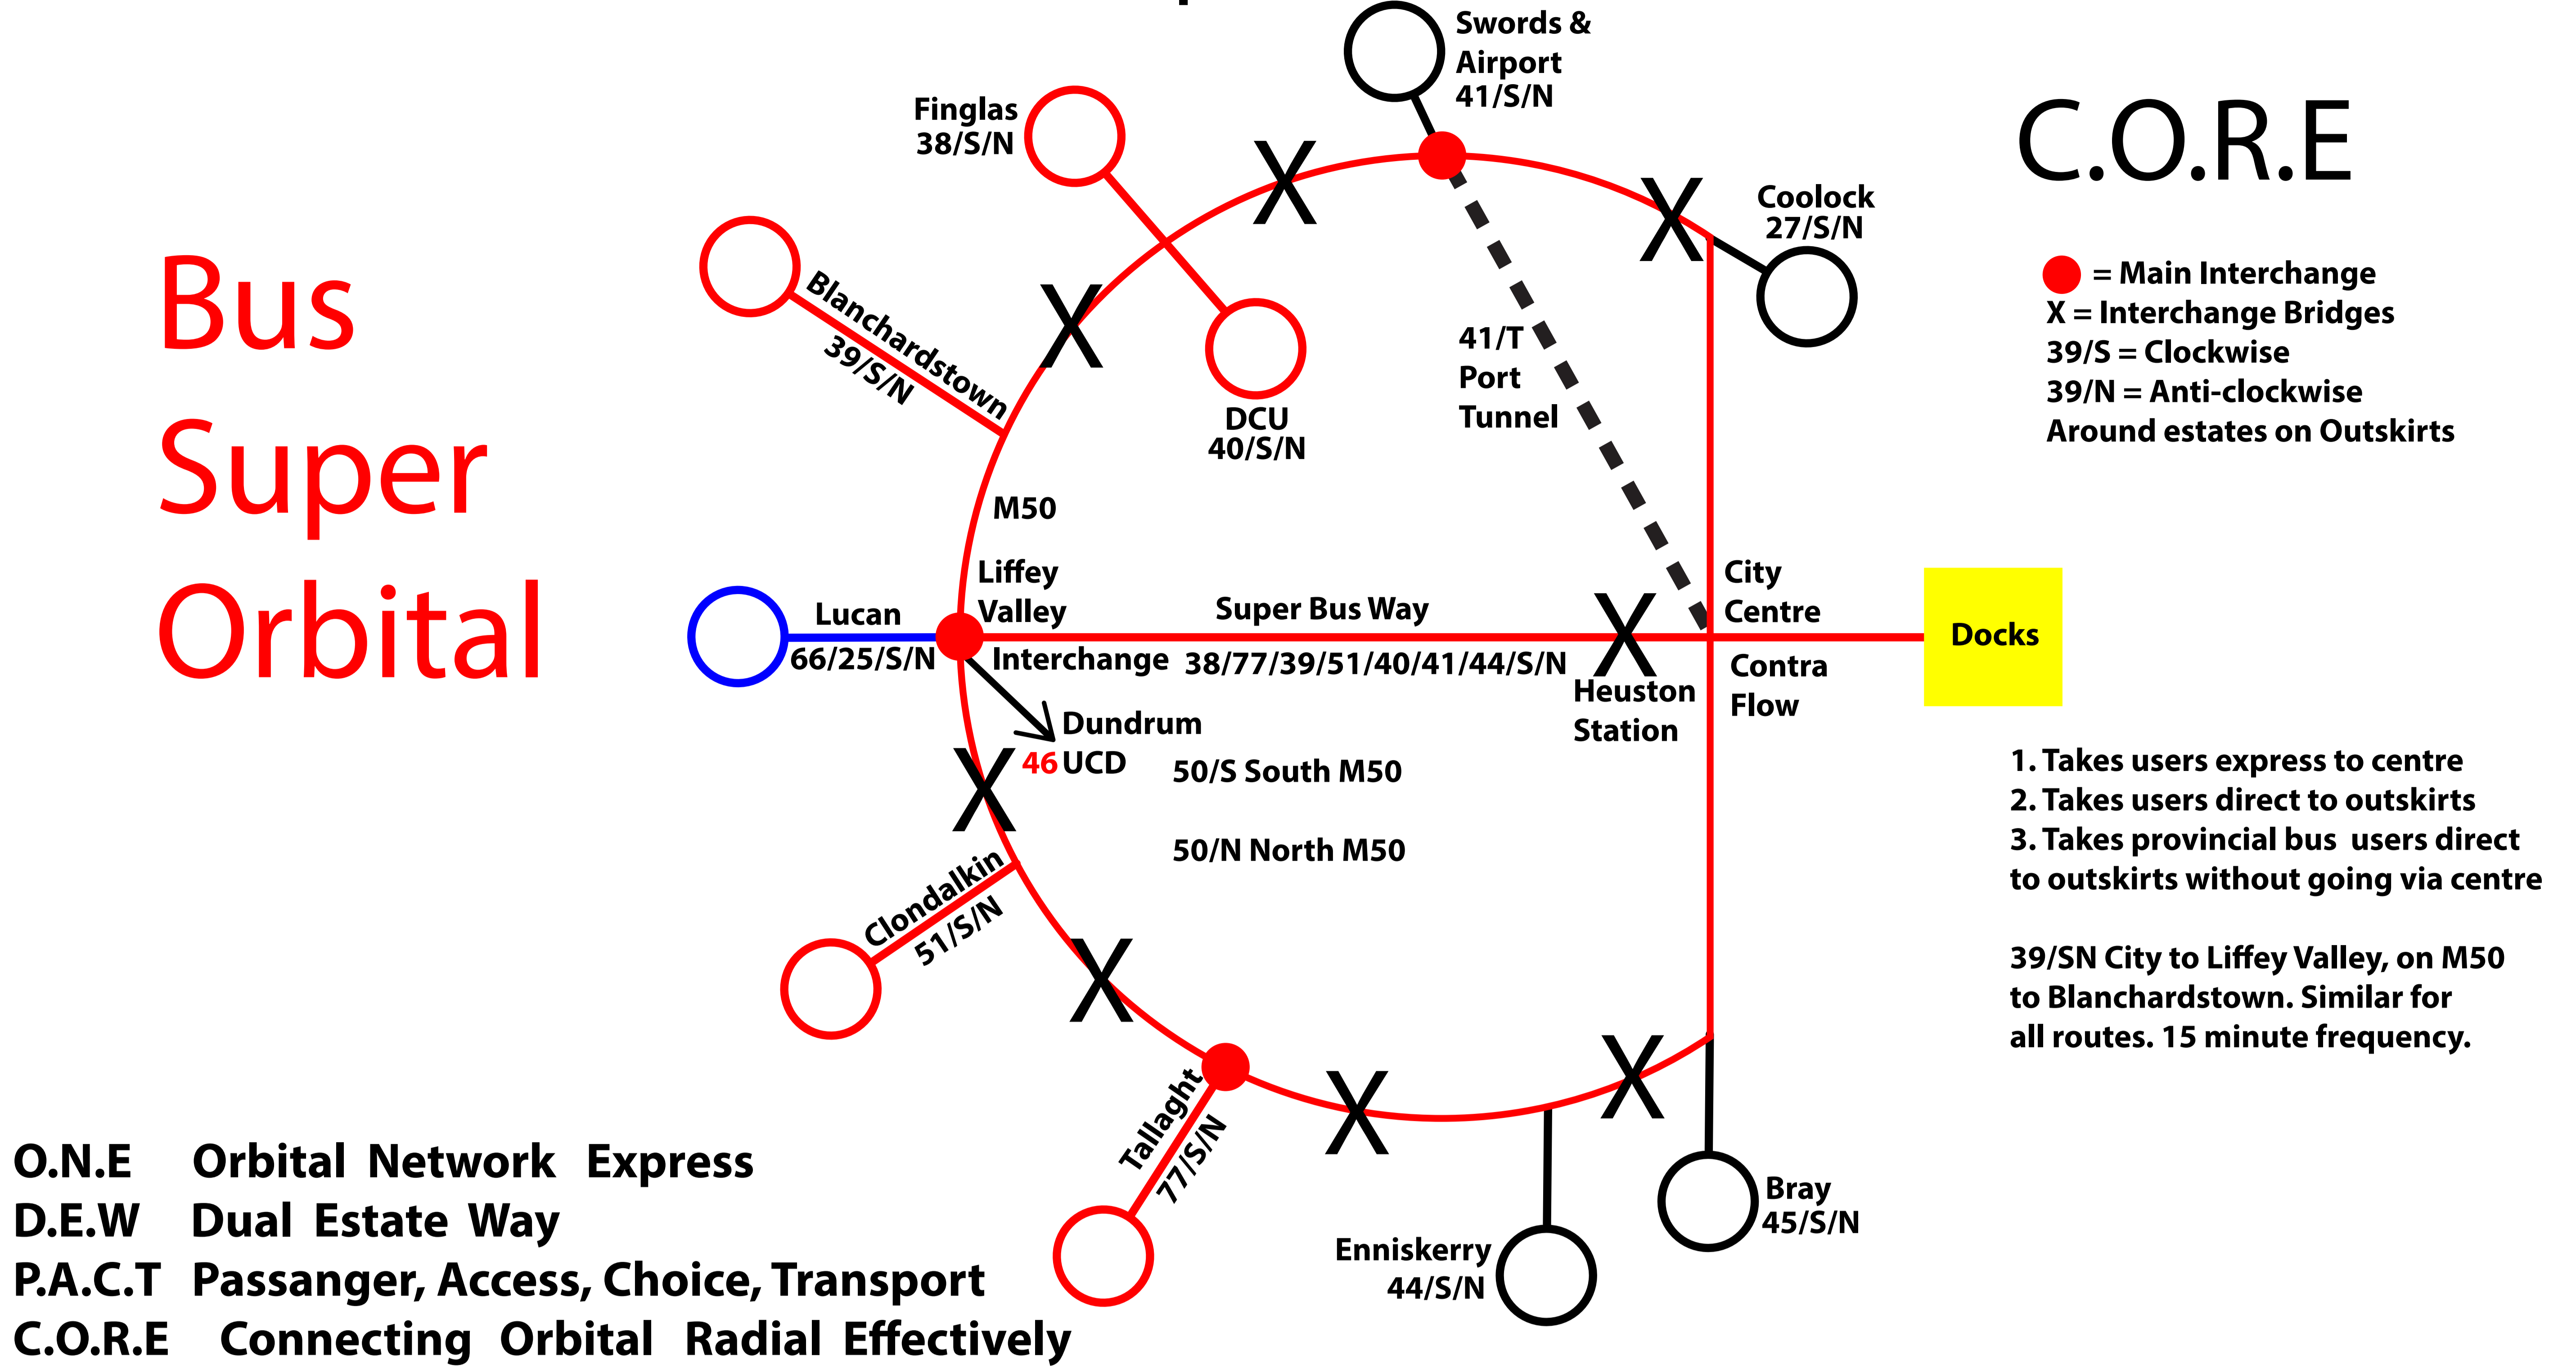 Bus
Super
Orbital
C.O.R.E
= Main Interchange
X = Interchange Bridges
39/S = Clockwise
39/N = Anti-clockwise
Around estates on Outskirts
Swords &
Airport
41/S/N
Finglas
38/S/N
Coolock
27/S/N
Blanchardstown
39/S/N
DCU
40/S/N
41/T
Port
Tunnel
M50
Liffey
Valley
Interchange
Lucan
66/25/S/N
Super Bus Way
38/77/39/51/40/41/44/S/N
X
X
X
X
Heuston
Station
City
Centre
Contra
Flow
Docks
Dundrum
46 UCD
50/S South M50
50/N North M50
X
Clondalkin
51/S/N
X
Tallaght
77/S/N
X
X
Enniskerry
44/S/N
Bray
45/S/N
1. Takes users express to centre
2. Takes users direct to outskirts
3. Takes provincial bus users direct
to outskirts without going via centre
39/SN City to Liffey Valley, on M50
to Blanchardstown. Similar for
all routes. 15 minute frequency.
O.N.E Orbital Network Express
D.E.W Dual Estate Way
P.A.C.T Passanger, Access, Choice, Transport
C.O.R.E Connecting Orbital Radial Effectively